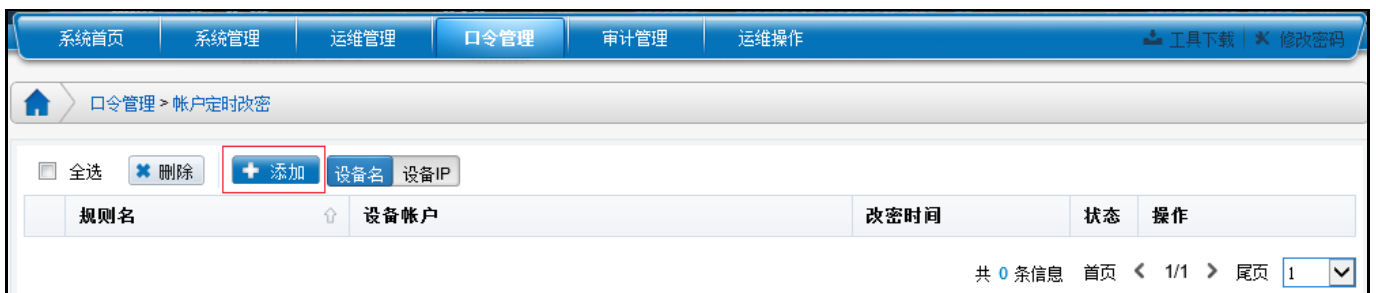 系统首页 系统管理 运维管理 口令管理 审计管理 运维操作 工具下载 修改密码
口令管理 > 帐户定时改密
全选 删除 添加 设备名 设备IP
规则名 设备帐户 改密时间 状态 操作
共 0 条信息 首页 1/1 尾页 1